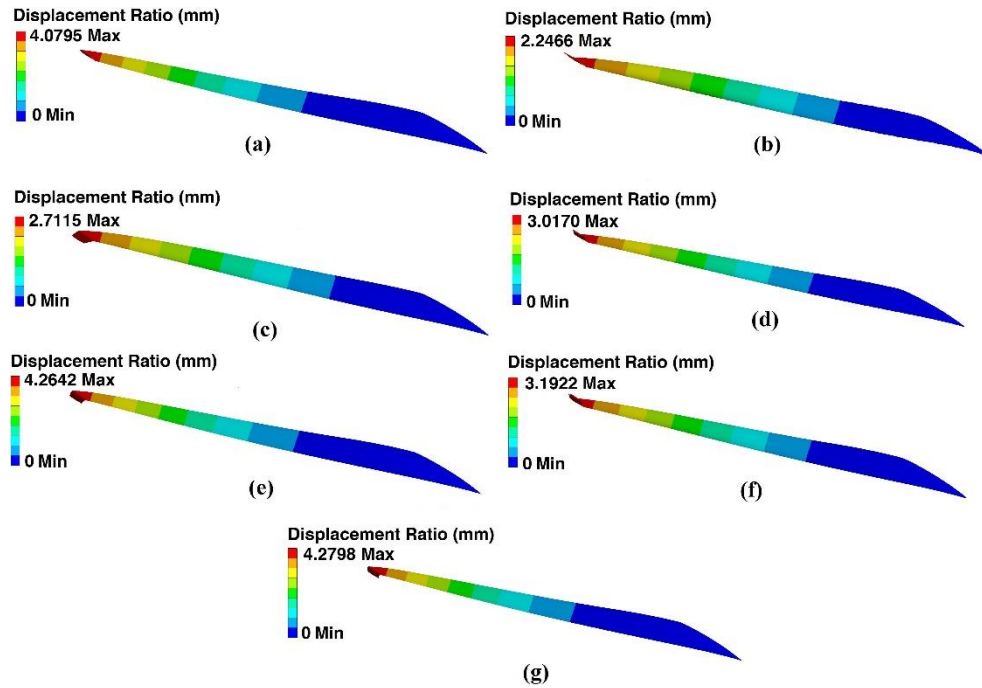 Displacement Ratio (mm)
4.0795 Max
0 Min
(a)
Displacement Ratio (mm)
2.2466 Max
0 Min
(b)
Displacement Ratio (mm)
2.7115 Max
0 Min
(c)
Displacement Ratio (mm)
3.0170 Max
0 Min
(d)
Displacement Ratio (mm)
4.2642 Max
0 Min
(e)
Displacement Ratio (mm)
3.1922 Max
0 Min
(f)
Displacement Ratio (mm)
4.2798 Max
0 Min
(g)